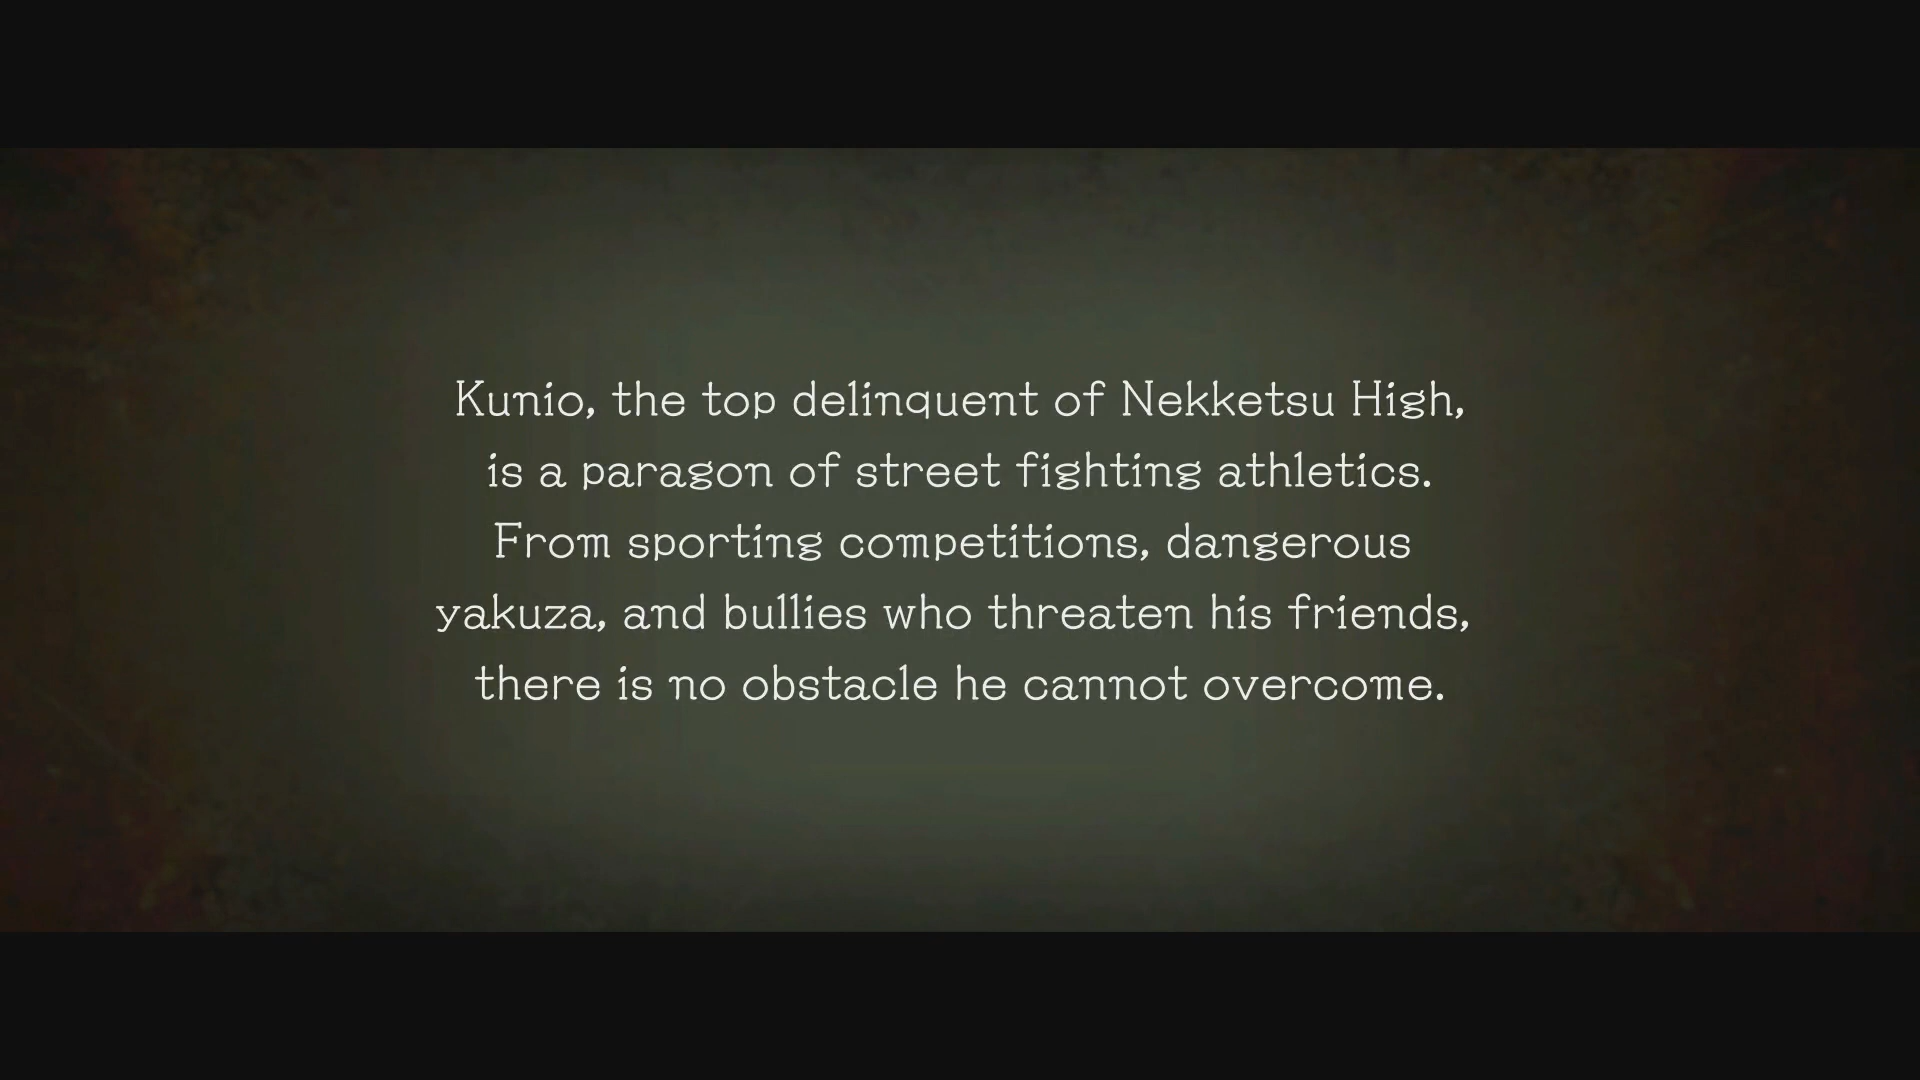 Kunio, the top delinquent of Nekketsu High,
is a paragon of street fighting athletics.
From sporting competitions, dangerous
yakuza, and bullies who threaten his friends,
there is no obstacle he cannot overcome.